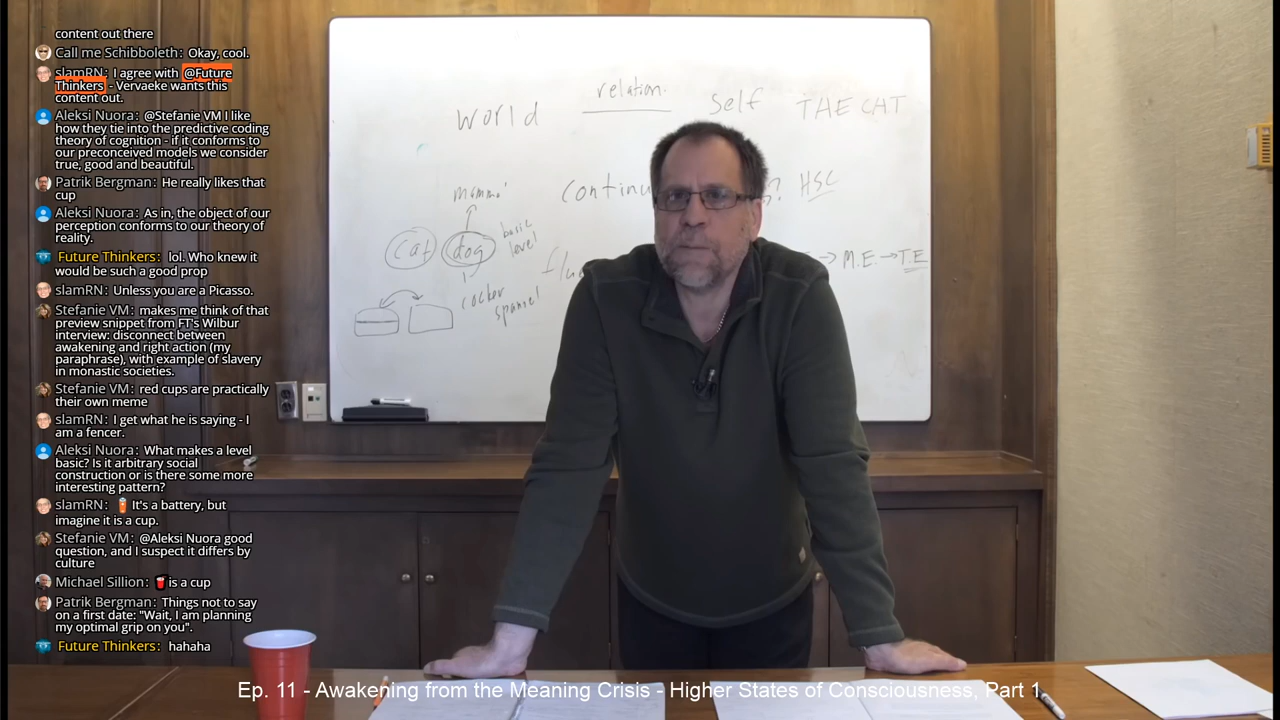 content out there
Call me Schibboleth: Okay, cool.
slamRN: I agree with @Future
Thinkers - Vervaeke wants this
content out.
Aleksi Nuora: @Stefanie VM I like
how they tie into the predictive coding
theory of cognition - if it conforms to
our preconceived models we consider
true, good and beautiful.
Patrik Bergman: He really likes that
cup
Aleksi Nuora: As in, the object of our
perception conforms to our theory of
reality.
Future Thinkers: lol. Who knew it
would be such a good prop
slamRN: Unless you are a Picasso.
Stefanie VM: makes me think of that
preview snippet from FT's Wilbur
interview: disconnect between
awakening and right action (my
paraphrase), with example of slavery
in monastic societies.
Stefanie VM: red cups are practically
their own meme
slamRN: I get what he is saying - I
am a fencer.
Aleksi Nuora: What makes a level
basic? Is it arbitrary social
construction or is there some more
interesting pattern?
slamRN: 🔋 It's a battery, but
imagine it is a cup.
Stefanie VM: @Aleksi Nuora good
question, and I suspect it differs by
culture
Michael Sillion: 🥤 is a cup
Patrik Bergman: Things not to say
on a first date: "Wait, I am planning
my optimal grip on you".
Future Thinkers: hahaha
world relation self THE CAT
continu ? HSC
mammal
cat dog basic
level
flu → M.E. → T.E
cocker
spaniel
Ep. 11 - Awakening from the Meaning Crisis - Higher States of Consciousness, Part 1